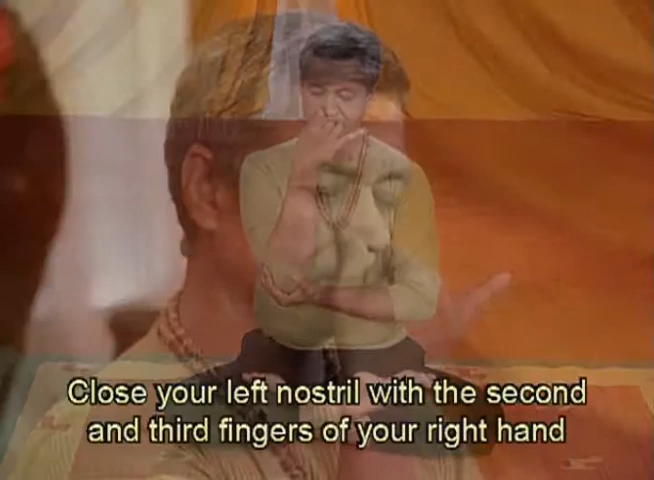 Close your left nostril with the second
and third fingers of your right hand